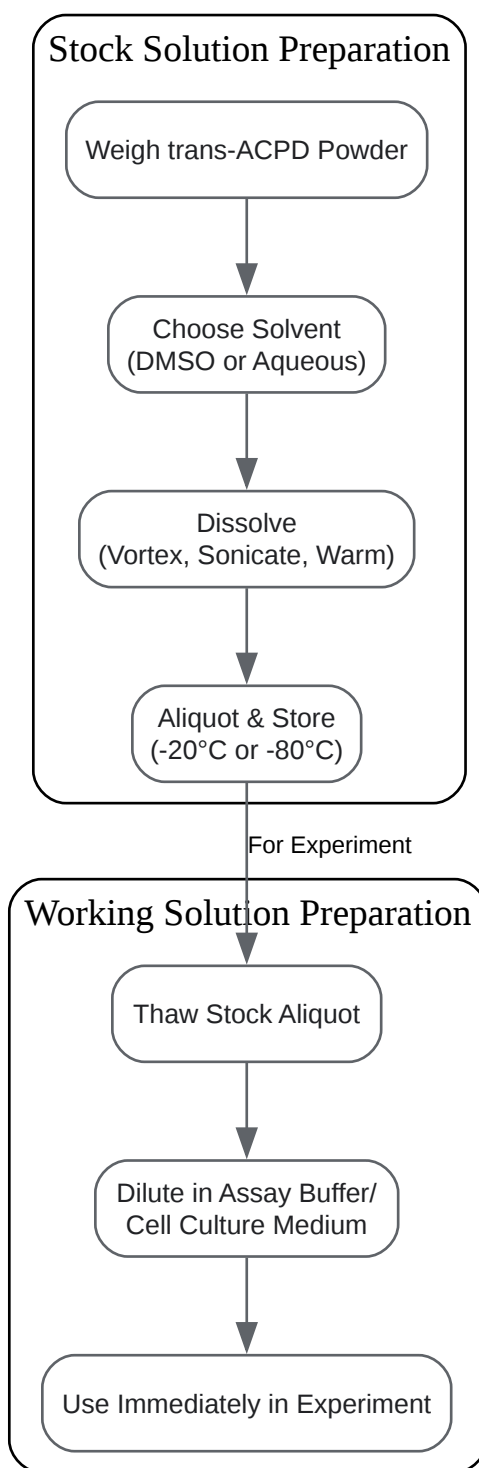 Stock Solution Preparation
Weigh trans-ACPD Powder
Choose Solvent
(DMSO or Aqueous)
Dissolve
(Vortex, Sonicate, Warm)
Aliquot & Store
(-20°C or -80°C)
For Experiment
Working Solution Preparation
Thaw Stock Aliquot
Dilute in Assay Buffer/
Cell Culture Medium
Use Immediately in Experiment